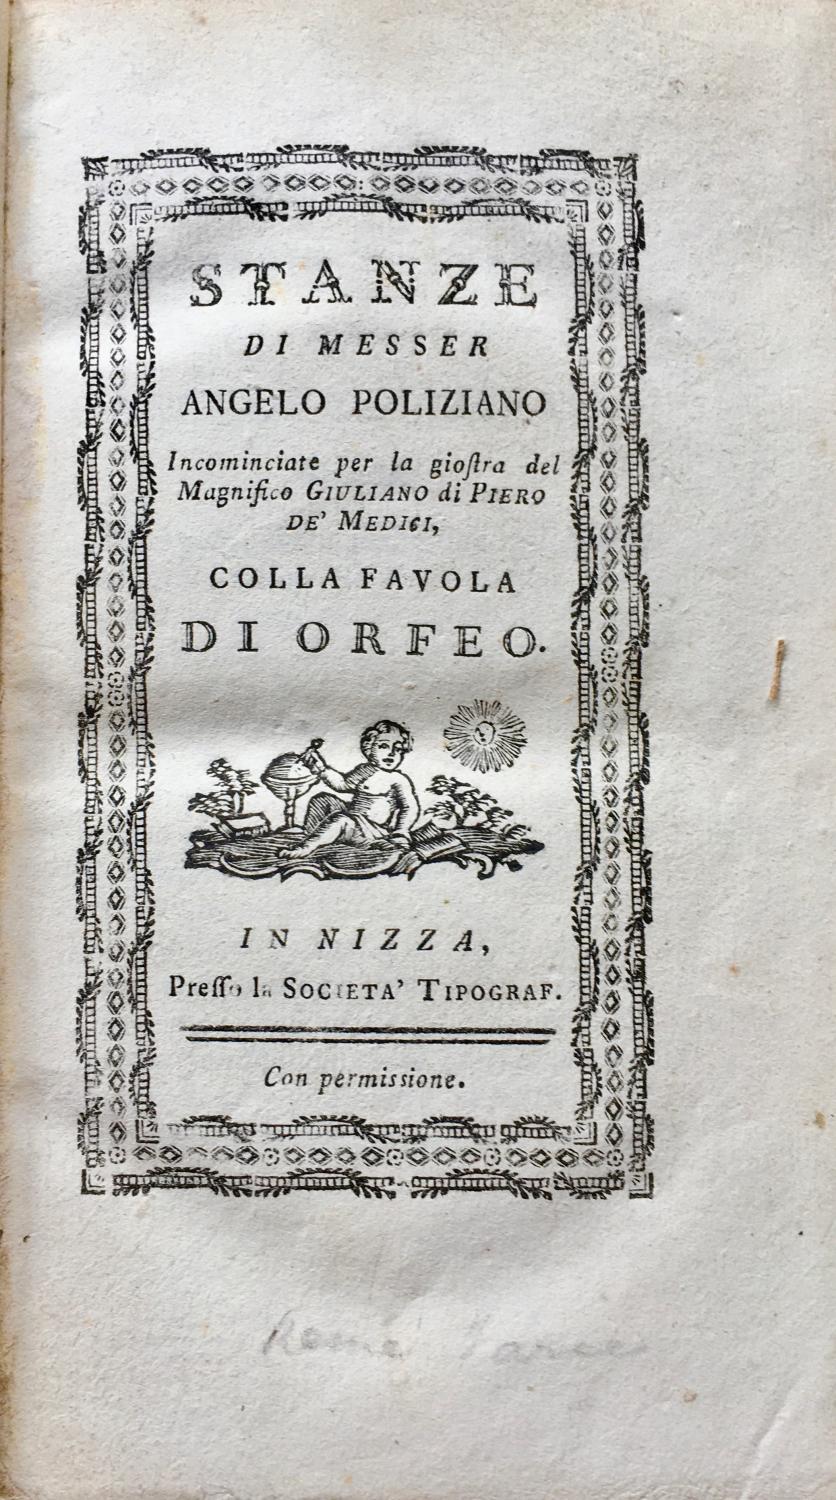 STANZE
DI MESSER
ANGELO POLIZIANO
Incominciate per la gioſtra del
Magnifico GIULIANO di PIERO
DE' MEDICI,
COLLA FAVOLA
DI ORFEO.
IN NIZZA,
Preſſo la SOCIETA' TIPOGRAF.
Con permissione.